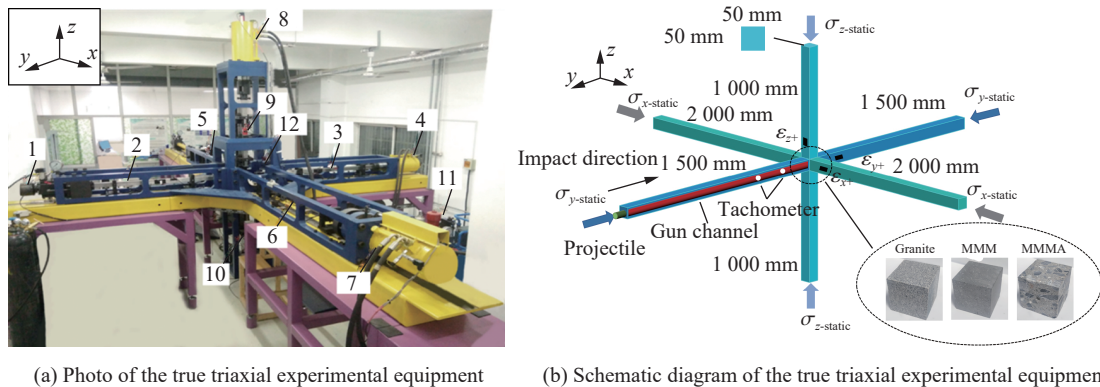 z
y
x
1
2
3
4
5
6
7
8
9
10
11
12
(a) Photo of the true triaxial experimental equipment
50 mm
50 mm
σz-static
z
y
x
1 000 mm
σx-static
2 000 mm
1 500 mm
σy-static
εz+
Impact direction
1 500 mm
εy+
2 000 mm
εx+
σy-static
σx-static
Tachometer
Gun channel
Projectile
1 000 mm
Granite
MMM
MMMA
σz-static
(b) Schematic diagram of the true triaxial experimental equipmen